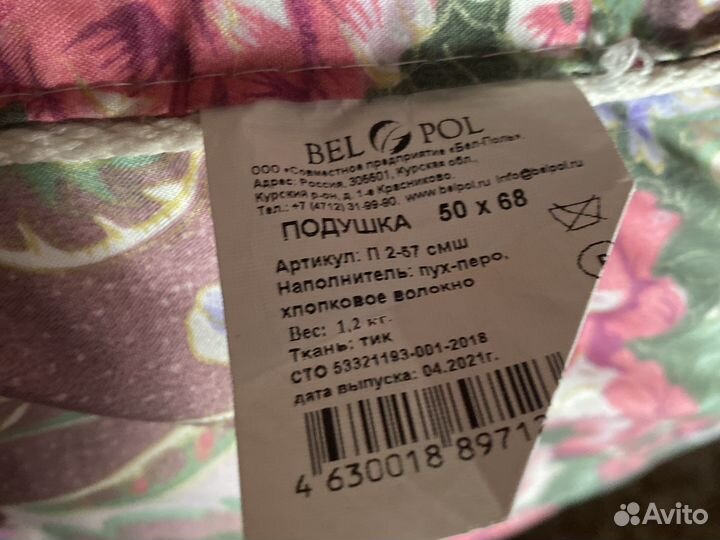 BEL POL
ООО «Совместное предприятие «Бел-Поль»
Адрес: Россия, 305501, Курская обл.,
Курский р-он, д. 1-е Красниково.
Тел.: +7 (4712) 31-99-90. www.belpol.ru info@belpol.ru
ПОДУШКА 50 х 68
Артикул: П 2-57 смш
Наполнитель: пух-перо,
хлопковое волокно
Вес: 1,2 кг.
Ткань: тик
СТО 53321193-001-2018
дата выпуска: 04.2021г.
4 630018 89712
Avito